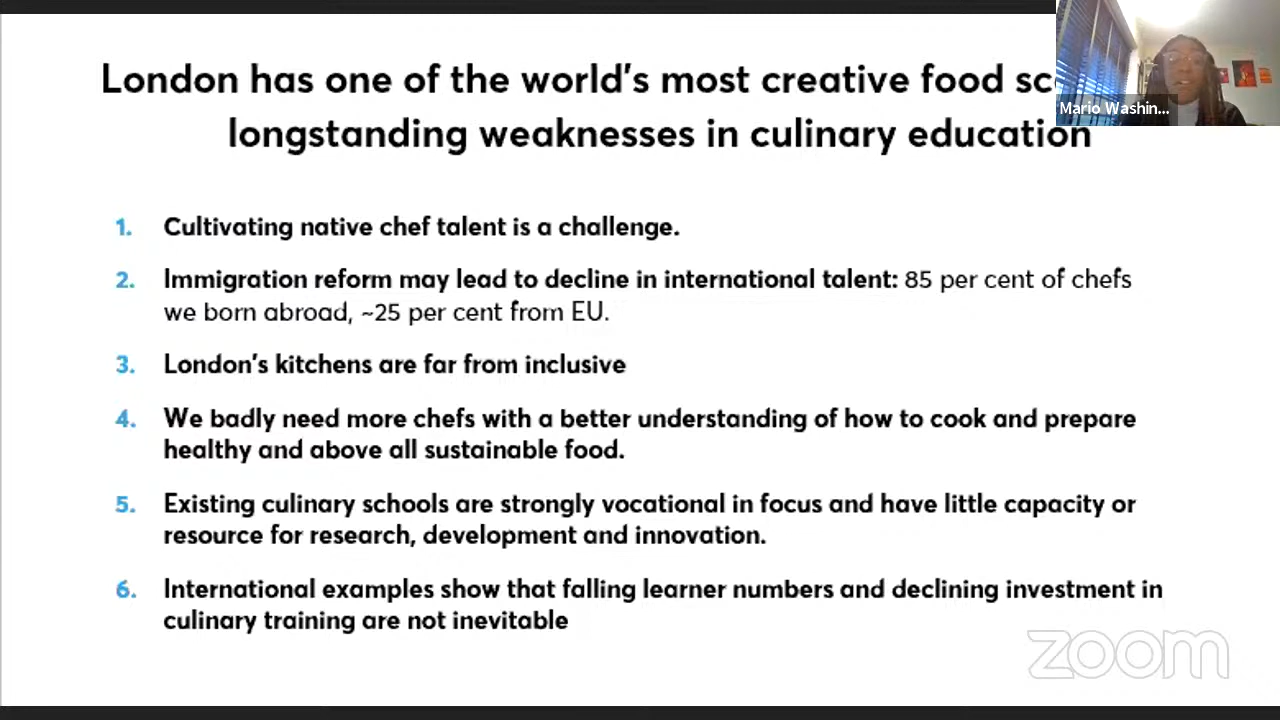 London has one of the world's most creative food
longstanding weaknesses in culinary education
Mario Washin...
1. Cultivating native chef talent is a challenge.
2. Immigration reform may lead to decline in international talent: 85 per cent of chefs
we born abroad, ~25 per cent from EU.
3. London's kitchens are far from inclusive
4. We badly need more chefs with a better understanding of how to cook and prepare
healthy and above all sustainable food.
5. Existing culinary schools are strongly vocational in focus and have little capacity or
resource for research, development and innovation.
6. International examples show that falling learner numbers and declining investment in
culinary training are not inevitable
zoom